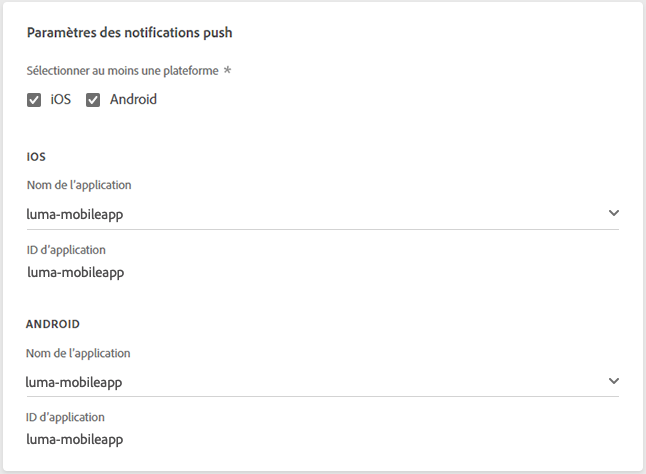 Paramètres des notifications push
Sélectionner au moins une plateforme *
iOS Android
IOS
Nom de l'application
luma-mobileapp
ID d'application
luma-mobileapp
ANDROID
Nom de l'application
luma-mobileapp
ID d'application
luma-mobileapp